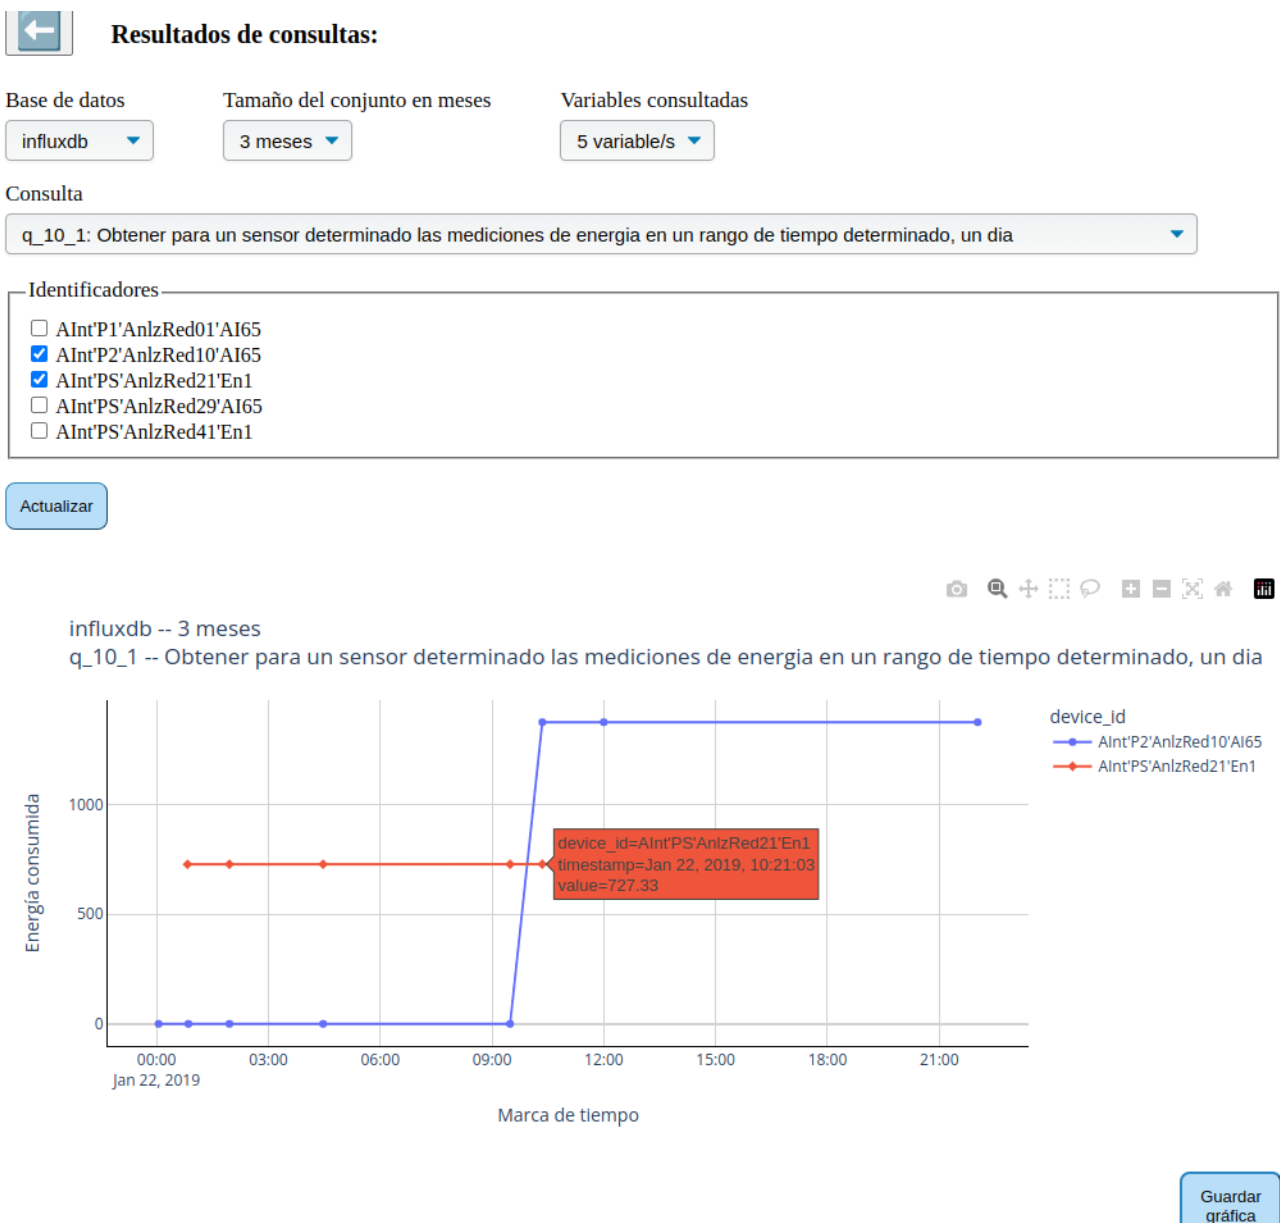 Resultados de consultas:
Base de datos
Tamaño del conjunto en meses
Variables consultadas
influxdb
3 meses
5 variable/s
Consulta
q_10_1: Obtener para un sensor determinado las mediciones de energia en un rango de tiempo determinado, un dia
Identificadores
AInt'P1'AnlzRed01'AI65
AInt'P2'AnlzRed10'AI65
AInt'PS'AnlzRed21'En1
AInt'PS'AnlzRed29'AI65
AInt'PS'AnlzRed41'En1
Actualizar
influxdb -- 3 meses
q_10_1 -- Obtener para un sensor determinado las mediciones de energia en un rango de tiempo determinado, un dia
device_id
AInt'P2'AnlzRed10'AI65
AInt'PS'AnlzRed21'En1
Energía consumida
1000
500
0
device_id=AInt'PS'AnlzRed21'En1
timestamp=Jan 22, 2019, 10:21:03
value=727.33
00:00
03:00
06:00
09:00
12:00
15:00
18:00
21:00
Jan 22, 2019
Marca de tiempo
Guardar
gráfica